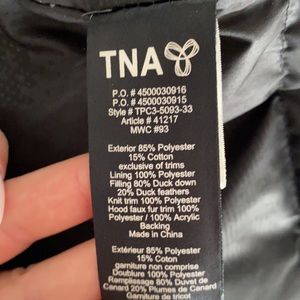 TNA
P.O. # 4500030916
P.O. # 4500030915
Style # TPC3-5093-33
Article # 41217
MWC #93
Exterior 85% Polyester
15% Cotton
exclusive of trims
Lining 100% Polyester
Filling 80% Duck down
20% Duck feathers
Knit trim 100% Polyester
Hood faux fur trim 100%
Polyester / 100% Acrylic
Backing
Made in China
Extérieur 85% Polyester
15% Cotton
garniture non comprise
Doublure 100% Polyester
Remplissage 80% Duvet de
Canard 20% Plumes de Canard
Garniture de tricot